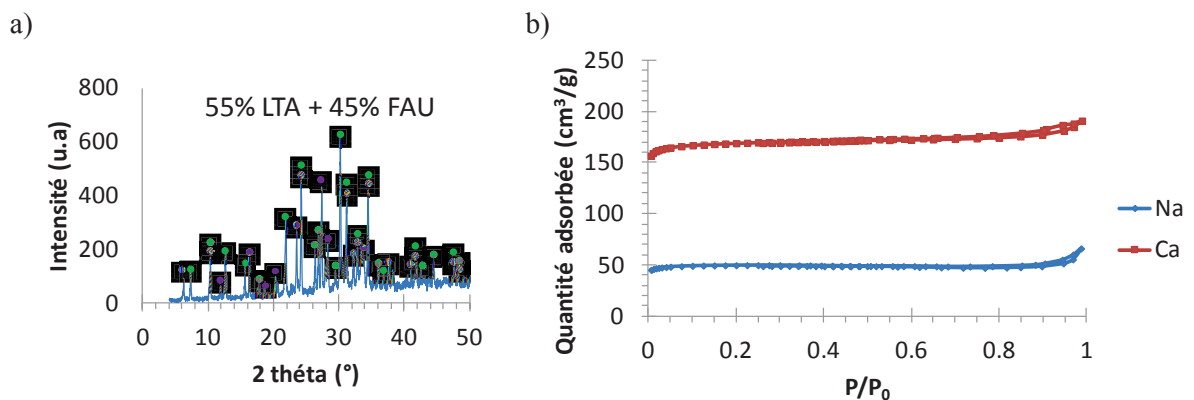 a)
55% LTA + 45% FAU
Intensité (u.a)
800
600
400
200
0
0 10 20 30 40 50
2 théta (°)
b)
Quantité adsorbée (cm³/g)
250
200
150
100
50
0
0 0.2 0.4 0.6 0.8 1
P/P₀
Na
Ca